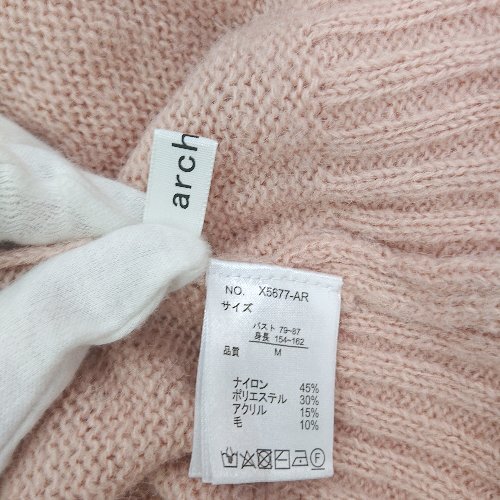 arch
NO. X5677-AR
サイズ
バスト 79-87
身長 154-162
品質 M
ナイロン 45%
ポリエステル 30%
アクリル 15%
毛 10%